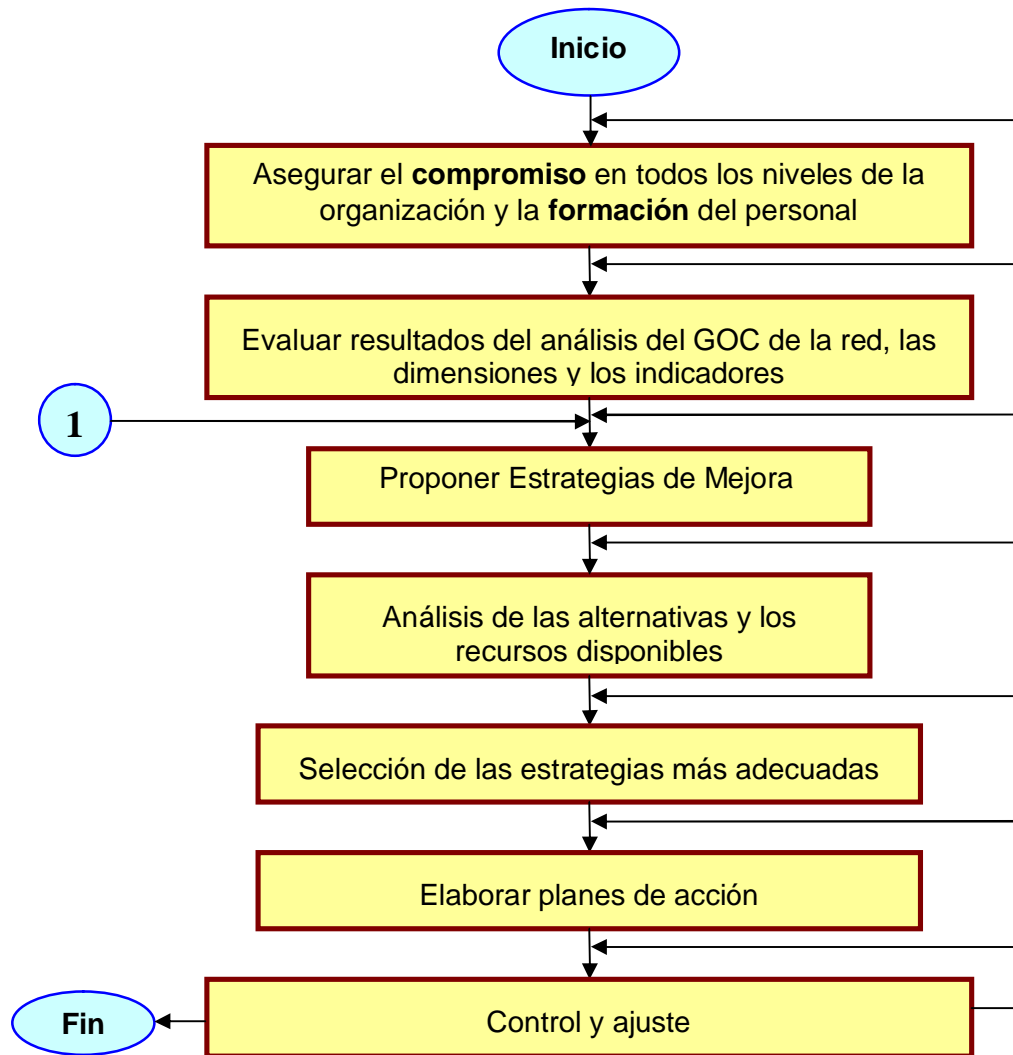 Inicio
Asegurar el compromiso en todos los niveles de la
organización y la formación del personal
Evaluar resultados del análisis del GOC de la red, las
dimensiones y los indicadores
1
Proponer Estrategias de Mejora
Análisis de las alternativas y los
recursos disponibles
Selección de las estrategias más adecuadas
Elaborar planes de acción
Fin
Control y ajuste